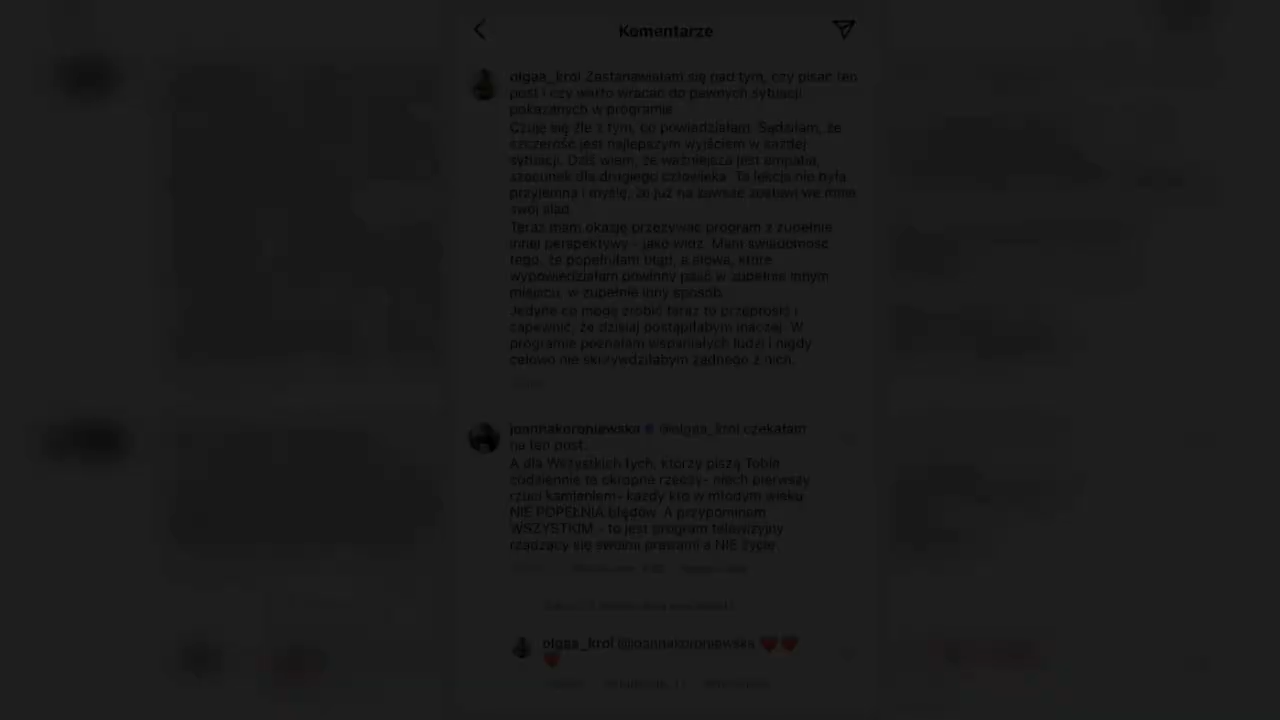 Komentarze
olgaa_krol Zastanawiałam się nad tym, czy pisać ten
post i czy warto wracać do pewnych sytuacji
pokazanych w programie.
Czuję się źle z tym, co powiedziałam. Sądziłam, że
szczerość jest najlepszym wyjściem w każdej
sytuacji. Dziś wiem, że ważniejsza jest empatia,
szacunek dla drugiego człowieka. Ta lekcja nie była
przyjemna i myślę, że już na zawsze zostawi we mnie
swój ślad.
Teraz mam okazję przeżywać program z zupełnie
innej perspektywy - jako widz. Mam świadomość
tego, że popełniłam błąd, a słowa, które
wypowiedziałam powinny paść w zupełnie innym
miejscu, w zupełnie inny sposób.
Jedyne co mogę zrobić teraz to przeprosić i
zapewnić, że dzisiaj postąpiłabym inaczej. W
programie poznałam wspaniałych ludzi i nigdy
celowo nie skrzywdziłabym żadnego z nich.
joannakoroniewska @olgaa_krol czekałam
na ten post.
A dla Wszystkich tych, którzy piszą Tobie
codziennie te okropne rzeczy- niech pierwszy
rzuci kamieniem- każdy kto w młodym wieku
NIE POPEŁNIA błędów. A przypominam
WSZYSTKIM - to jest program telewizyjny
rządzący się swoimi prawami a NIE życie.
olgaa_krol @joannakoroniewska ❤️❤️
❤️